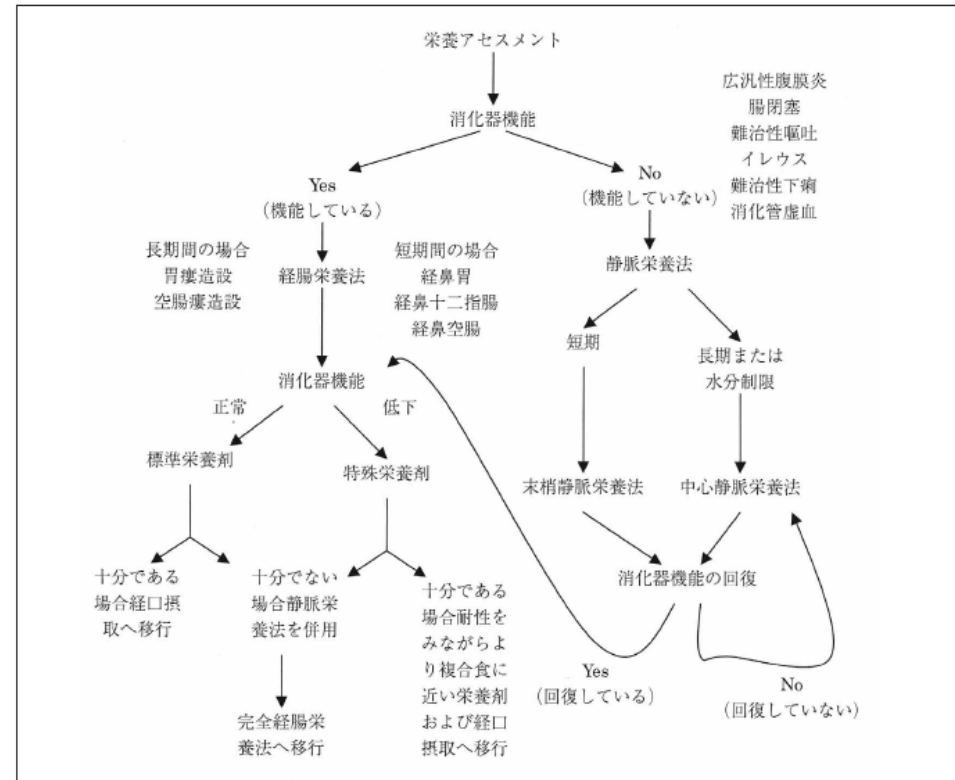 栄養アセスメント
消化器機能
広汎性腹膜炎
腸閉塞
難治性嘔吐
イレウス
難治性下痢
消化管虚血
Yes
（機能している）
No
（機能していない）
長期間の場合
胃瘻造設
空腸瘻造設
経腸栄養法
短期間の場合
経鼻胃
経鼻十二指腸
経鼻空腸
静脈栄養法
短期
長期または
水分制限
消化器機能
正常
低下
標準栄養剤
特殊栄養剤
末梢静脈栄養法
中心静脈栄養法
十分である
場合経口摂
取へ移行
十分でない
場合静脈栄
養法を併用
十分である
場合耐性を
みながらよ
り複合食に
近い栄養剤
および経口
摂取へ移行
消化器機能の回復
Yes
（回復している）
No
（回復していない）
完全経腸栄
養法へ移行